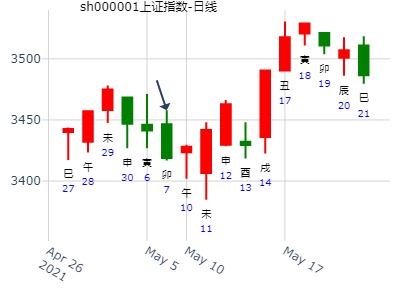 sh000001上证指数-日线
3500
3450
3400
巳
27
午
28
未
29
申
30
寅
6
卯
7
午
10
未
11
申
12
酉
13
戌
14
丑
17
寅
18
卯
19
辰
20
巳
21
Apr 26
2021
May 5
May 10
May 17